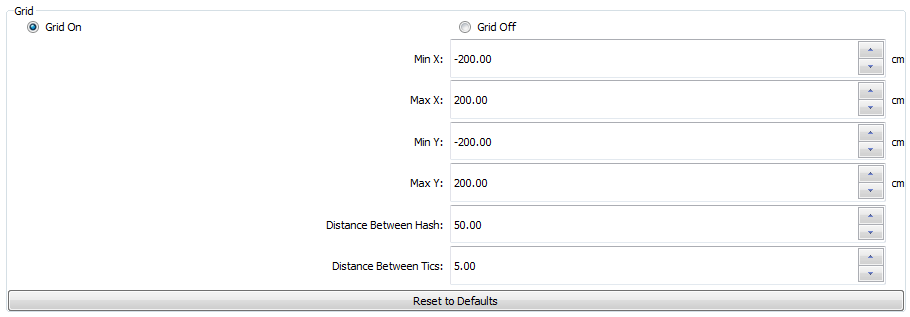 Grid
Grid On Grid Off
Min X: -200.00 cm
Max X: 200.00 cm
Min Y: -200.00 cm
Max Y: 200.00 cm
Distance Between Hash: 50.00
Distance Between Tics: 5.00
Reset to Defaults